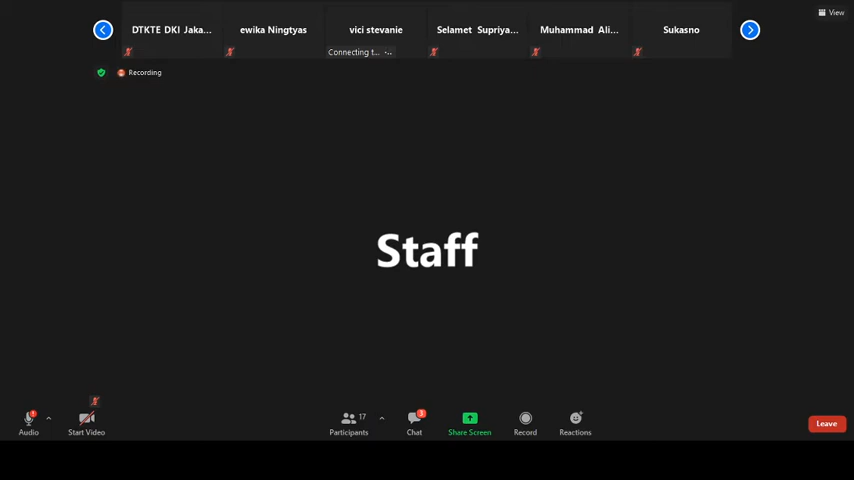 View
DTKTE DKI Jaka...
ewika Ningtyas
vici stevanie
Selamet Supriya...
Muhammad Ali...
Sukasno
Connecting t...
Recording
Staff
17
3
Audio
Start Video
Participants
Chat
Share Screen
Record
Reactions
Leave